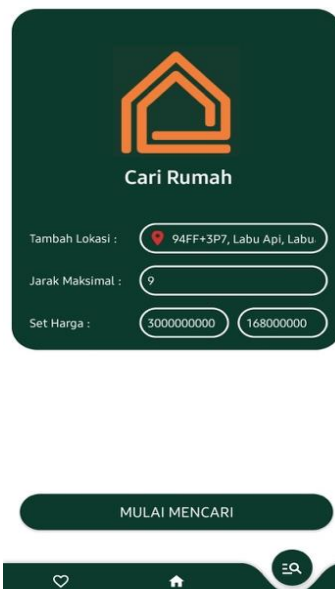 Cari Rumah
Tambah Lokasi : 94FF+3P7, Labu Api, Labu
Jarak Maksimal : 9
Set Harga : 3000000000 168000000
MULAI MENCARI